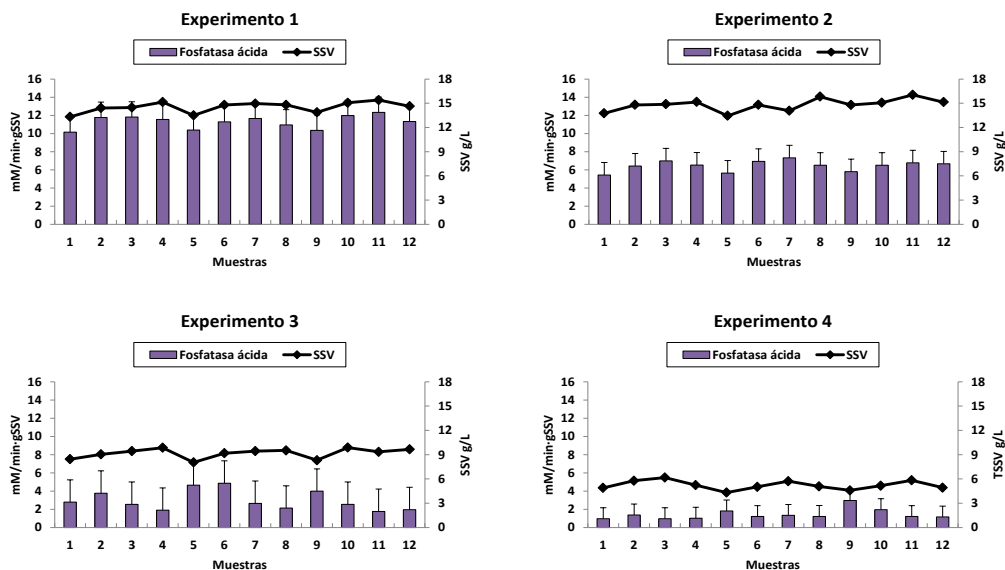 Experimento 1
Fosfatasa ácida SSV
mM/min·gSSV
16
14
12
10
8
6
4
2
0
18
15
12
9
6
3
0
SSV g/L
1 2 3 4 5 6 7 8 9 10 11 12
Muestras
Experimento 2
Fosfatasa ácida SSV
mM/min·gSSV
16
14
12
10
8
6
4
2
0
18
15
12
9
6
3
0
SSV g/L
1 2 3 4 5 6 7 8 9 10 11 12
Muestras
Experimento 3
Fosfatasa ácida SSV
mM/min·gSSV
16
14
12
10
8
6
4
2
0
18
15
12
9
6
3
0
SSV g/L
1 2 3 4 5 6 7 8 9 10 11 12
Muestras
Experimento 4
Fosfatasa ácida SSV
mM/min·gSSV
16
14
12
10
8
6
4
2
0
18
15
12
9
6
3
0
TSSV g/L
1 2 3 4 5 6 7 8 9 10 11 12
Muestras